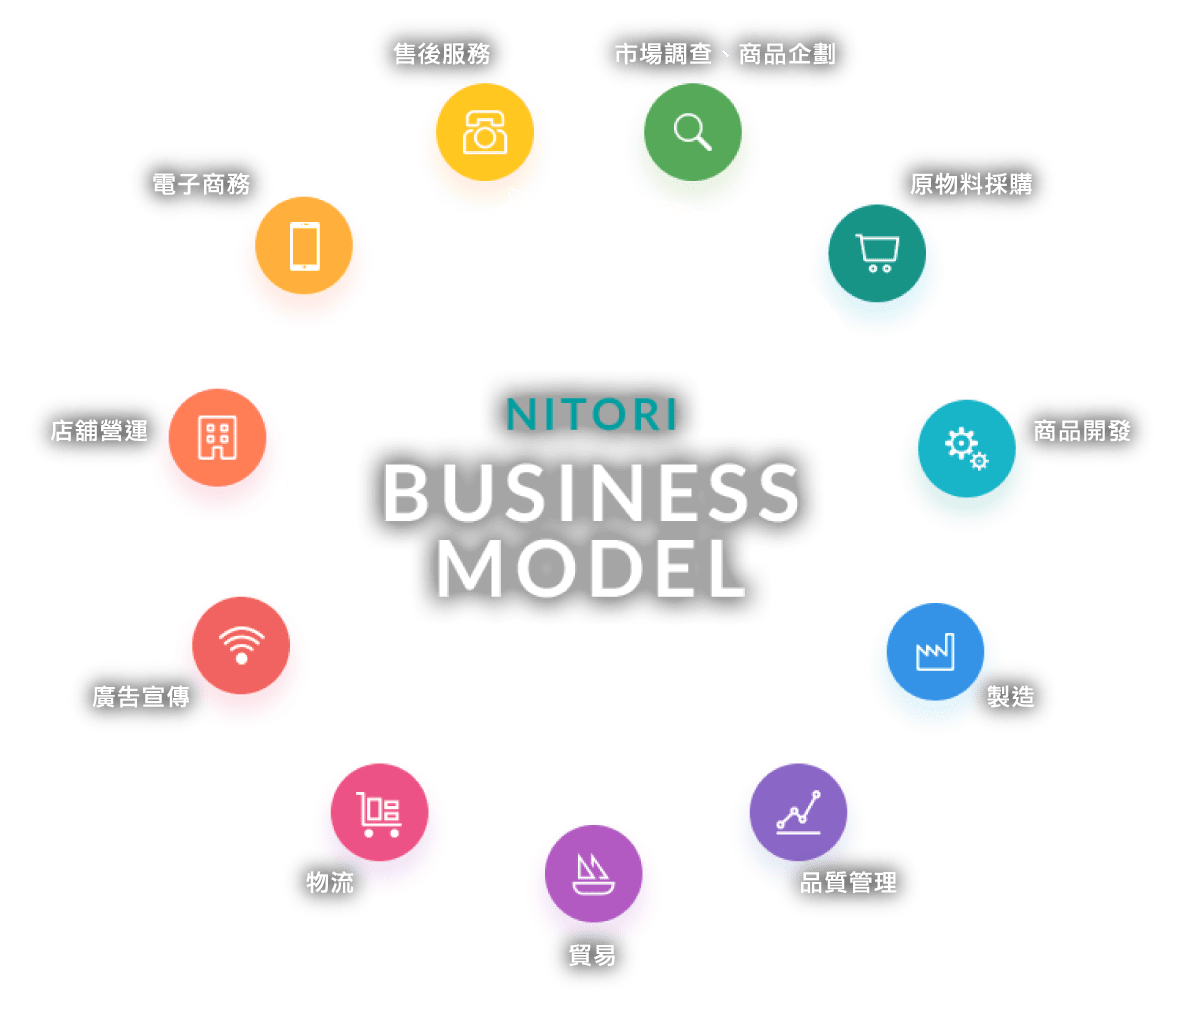 售後服務
市場調查、商品企劃
電子商務
原物料採購
NITORI
店舖營運
商品開發
BUSINESS
MODEL
廣告宣傳
製造
物流
品質管理
貿易